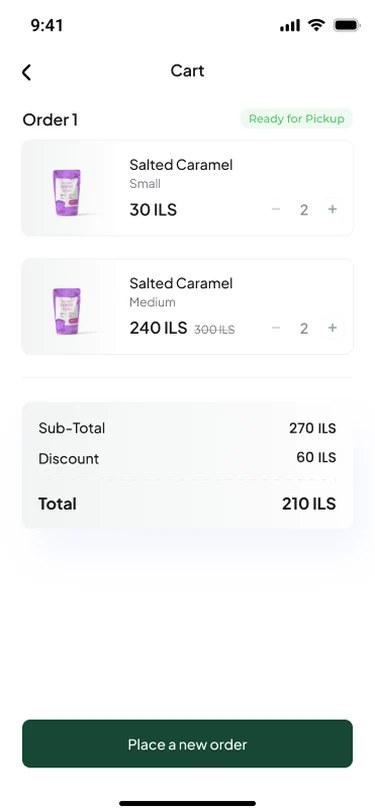 9:41
Cart
Order 1
Ready for Pickup
Salted Caramel
Small
30 ILS
− 2 +
Salted Caramel
Medium
240 ILS 300 ILS
− 2 +
Sub-Total 270 ILS
Discount 60 ILS
Total 210 ILS
Place a new order